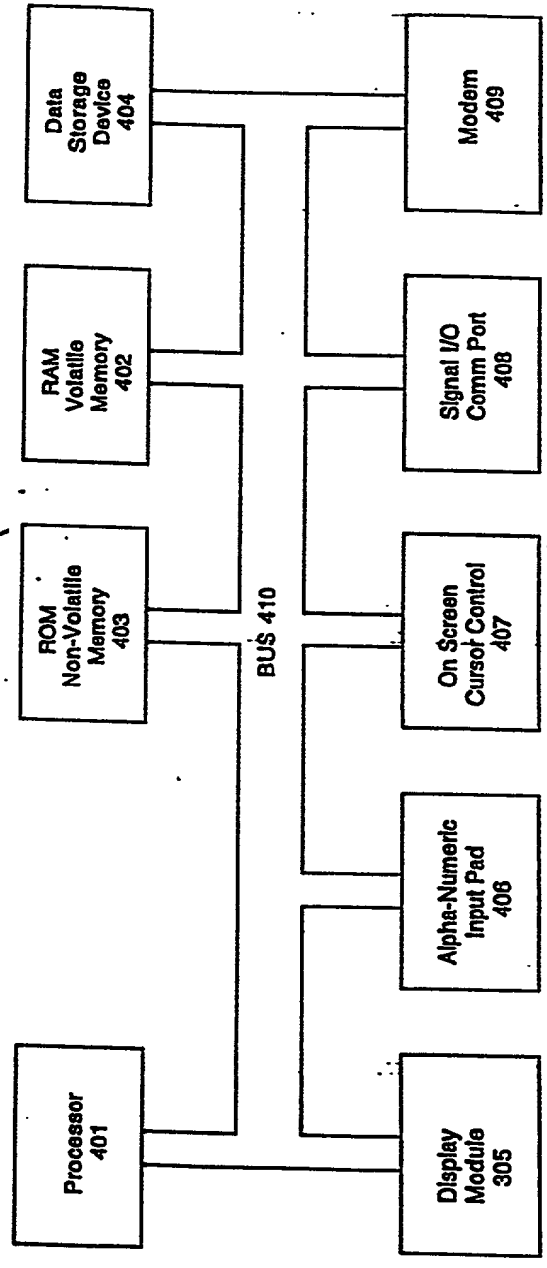 Processor
401
ROM
Non-Volatile
Memory
403
RAM
Volatile
Memory
402
Data
Storage
Device
404
BUS 410
Display
Module
305
Alpha-Numeric
Input Pad
406
On Screen
Cursor Control
407
Signal I/O
Comm Port
408
Modem
409